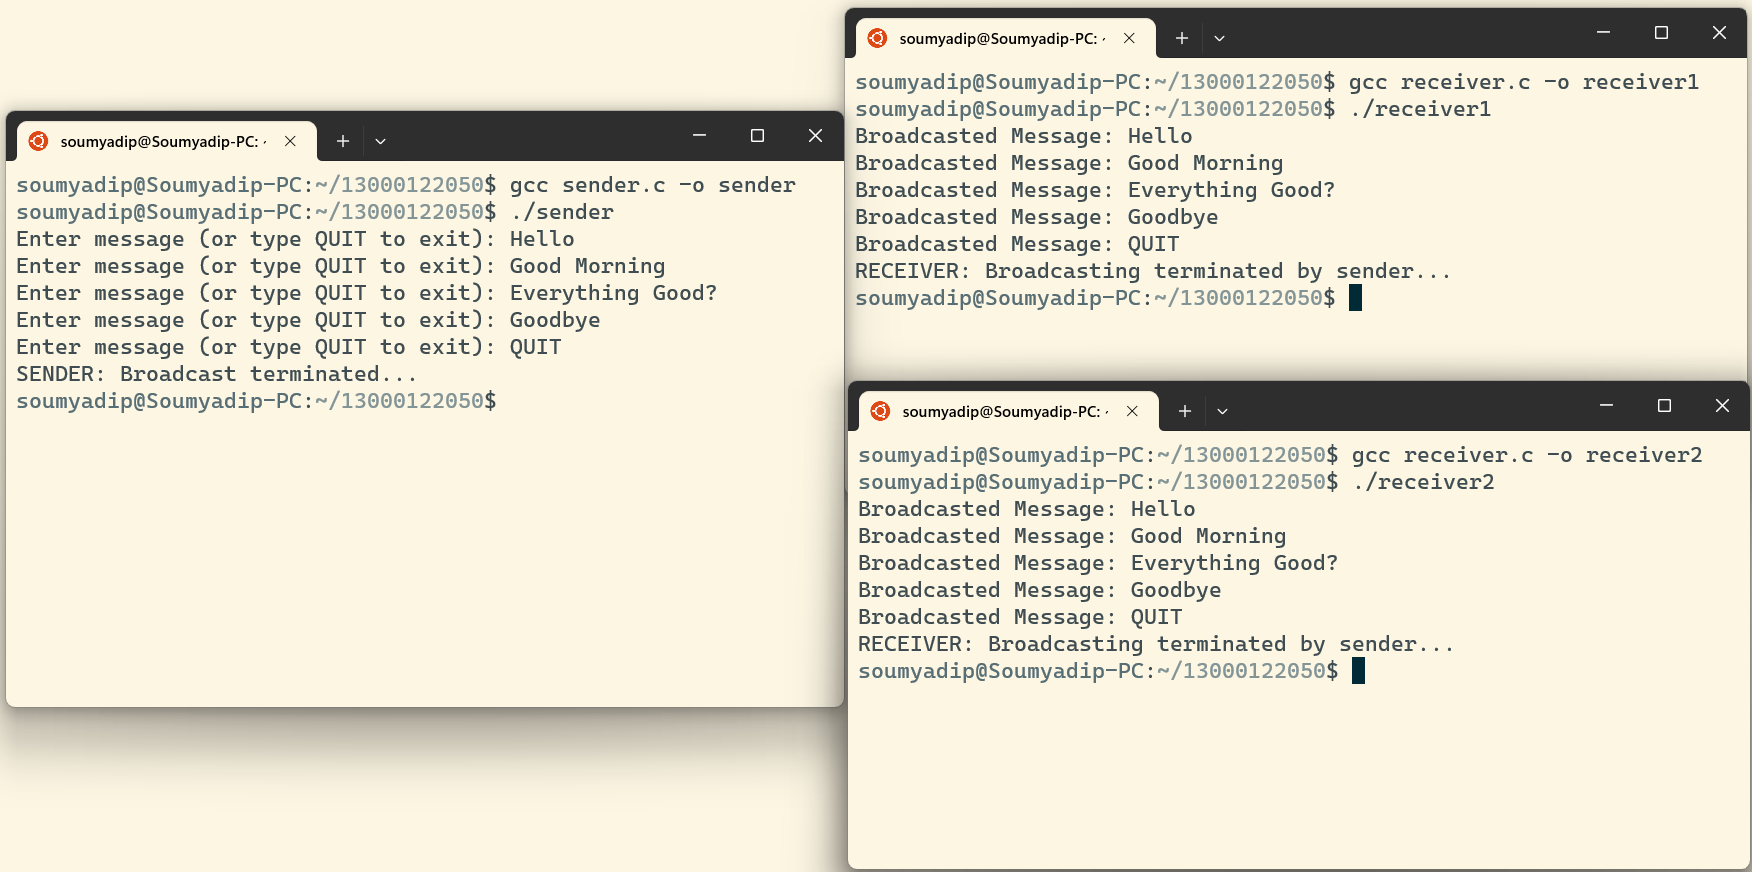 soumyadip@Soumyadip-PC: ~
soumyadip@Soumyadip-PC:~/13000122050$ gcc sender.c -o sender
soumyadip@Soumyadip-PC:~/13000122050$ ./sender
Enter message (or type QUIT to exit): Hello
Enter message (or type QUIT to exit): Good Morning
Enter message (or type QUIT to exit): Everything Good?
Enter message (or type QUIT to exit): Goodbye
Enter message (or type QUIT to exit): QUIT
SENDER: Broadcast terminated...
soumyadip@Soumyadip-PC:~/13000122050$
soumyadip@Soumyadip-PC: ~
soumyadip@Soumyadip-PC:~/13000122050$ gcc receiver.c -o receiver1
soumyadip@Soumyadip-PC:~/13000122050$ ./receiver1
Broadcasted Message: Hello
Broadcasted Message: Good Morning
Broadcasted Message: Everything Good?
Broadcasted Message: Goodbye
Broadcasted Message: QUIT
RECEIVER: Broadcasting terminated by sender...
soumyadip@Soumyadip-PC:~/13000122050$
soumyadip@Soumyadip-PC: ~
soumyadip@Soumyadip-PC:~/13000122050$ gcc receiver.c -o receiver2
soumyadip@Soumyadip-PC:~/13000122050$ ./receiver2
Broadcasted Message: Hello
Broadcasted Message: Good Morning
Broadcasted Message: Everything Good?
Broadcasted Message: Goodbye
Broadcasted Message: QUIT
RECEIVER: Broadcasting terminated by sender...
soumyadip@Soumyadip-PC:~/13000122050$